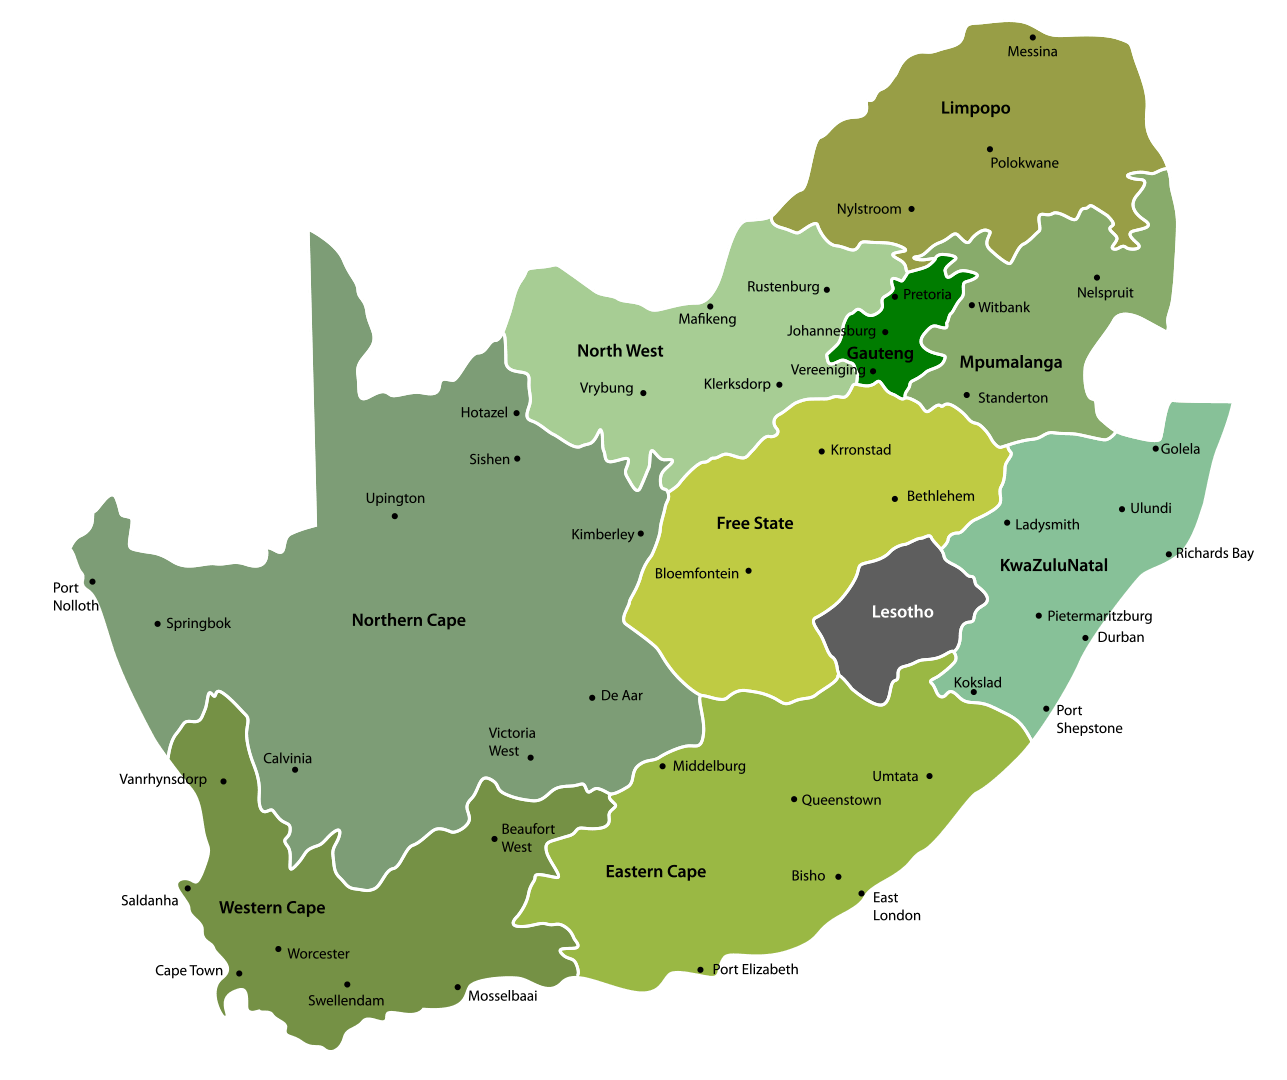 Messina
Limpopo
Polokwane
Nylstroom
Rustenburg
Pretoria
Nelspruit
Witbank
Mafikeng
Johannesburg
North West
Gauteng
Mpumalanga
Vereeniging
Klerksdorp
Vrybung
Standerton
Hotazel
Golela
Krronstad
Sishen
Bethlehem
Upington
Ulundi
Free State
Ladysmith
Kimberley
Richards Bay
KwaZuluNatal
Bloemfontein
Port
Nolloth
Lesotho
Pietermaritzburg
Northern Cape
Springbok
Durban
Kokslad
De Aar
Port
Shepstone
Victoria
West
Calvinia
Middelburg
Vanrhynsdorp
Umtata
Queenstown
Beaufort
West
Eastern Cape
Bisho
Saldanha
East
London
Western Cape
Worcester
Cape Town
Port Elizabeth
Swellendam
Mosselbaai